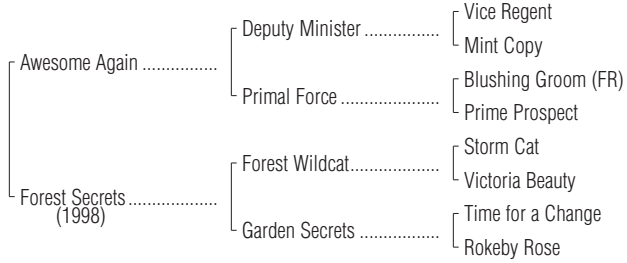 Vice Regent
Deputy Minister ..................
Mint Copy
Awesome Again ................
Blushing Groom (FR)
Primal Force .......................
Prime Prospect
Storm Cat
Forest Wildcat.....................
Victoria Beauty
Forest Secrets ....................
(1998)
Time for a Change
Garden Secrets ...................
Rokeby Rose